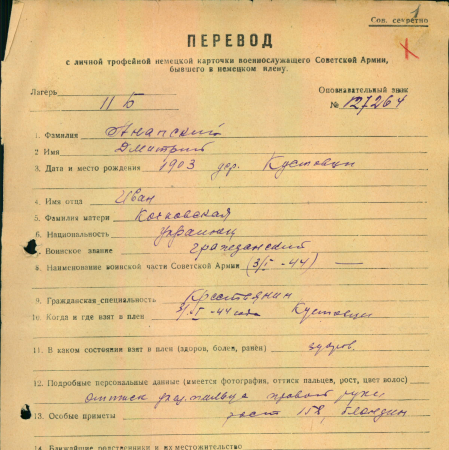 Сов. секретно
1
ПЕРЕВОД
с личной трофейной немецкой карточки военнослужащего Советской Армии,
бывшего в немецком плену.
Лагерь II Б
Опознавательный знак
№ 127264
1. Фамилия Анапский
2 Имя Дмитрий
3. Дата и место рождения 1903 дер. Кустовцы
4. Имя отца Иван
5. Фамилия матери
6. Национальность Украинец
7. Воинское звание гражданский
8. Наименование воинской части Советской Армии (3/I -44)
9. Гражданская специальность Крестьянин
10. Когда и где взят в плен -44 года Кустовцы
11. В каком состоянии взят в плен (здоров, болен, ранен) здоров.
12. Подробные персональные данные (имеется фотография, оттиск пальцев, рост, цвет волос)
оттиск указ. пальца правой руки
13. Особые приметы рост 158, блондин
14. Ближайшие родственники и их местожительство